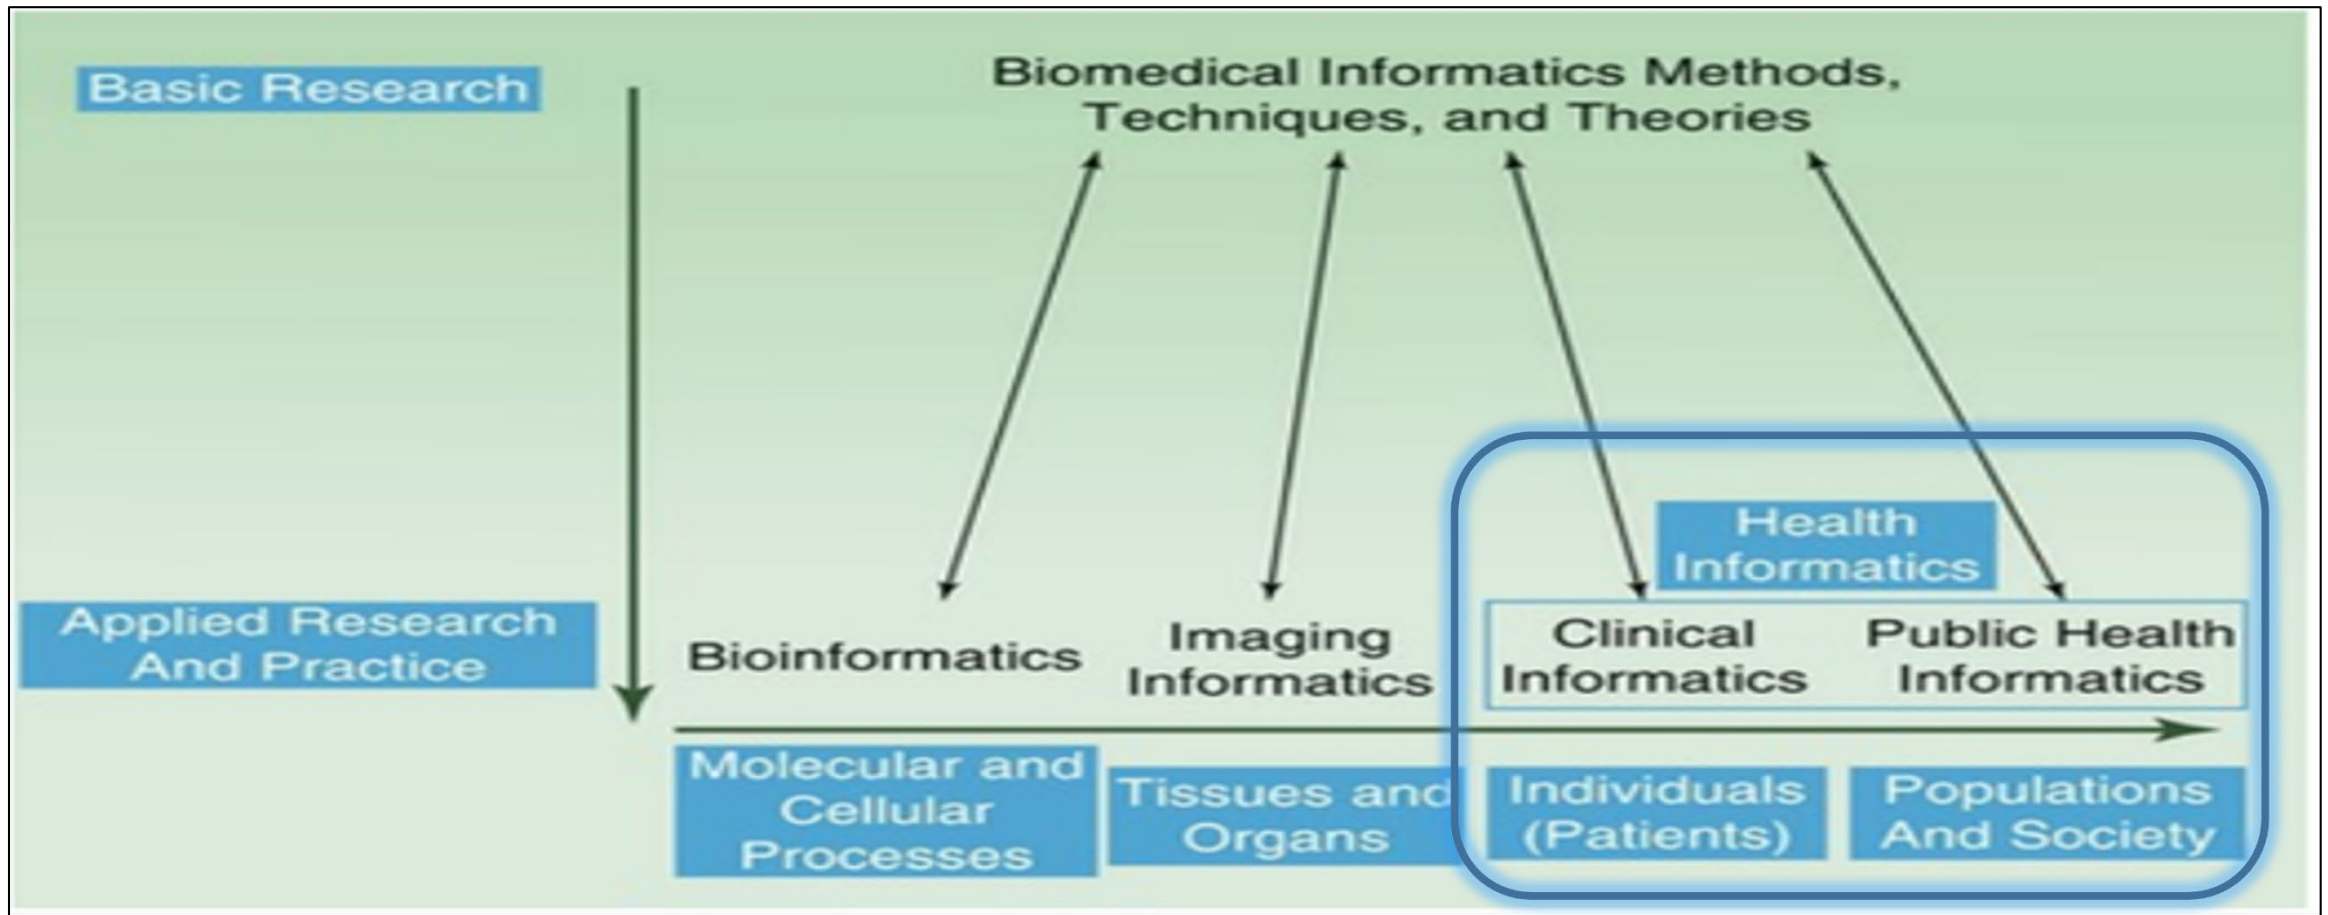 Basic Research
Biomedical Informatics Methods,
Techniques, and Theories
Health
Informatics
Applied Research
And Practice
Bioinformatics
Imaging
Informatics
Clinical
Informatics
Public Health
Informatics
Molecular and
Cellular
Processes
Tissues and
Organs
Individuals
(Patients)
Populations
And Society